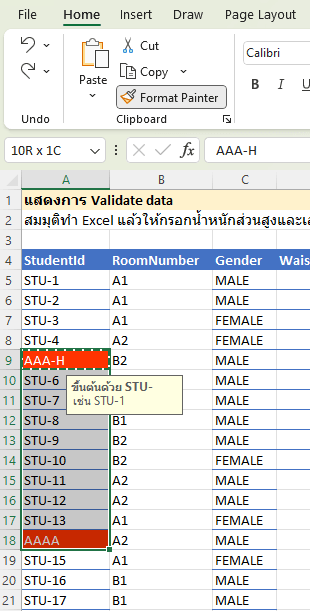 File Home Insert Draw Page Layout
Cut
Copy
Paste
Format Painter
Calibri
B I
Undo Clipboard
10R x 1C fx AAA-H
A B C
1 แสดงการ Validate data
2 สมมุติทำ Excel แล้วให้กรอกน้ำหนักส่วนสูงและเอ
3
4 StudentId RoomNumber Gender Wais
5 STU-1 A1 MALE
6 STU-2 A1 MALE
7 STU-3 A1 FEMALE
8 STU-4 A2 FEMALE
9 AAA-H B2 MALE
10 STU-6 MALE
ขึ้นต้นด้วย STU-
11 STU-7 MALE
เช่น STU-1
12 STU-8 B1 MALE
13 STU-9 B2 MALE
14 STU-10 B2 FEMALE
15 STU-11 A2 MALE
16 STU-12 A2 MALE
17 STU-13 A1 FEMALE
18 AAAA A2 MALE
19 STU-15 A1 FEMALE
20 STU-16 B1 MALE
21 STU-17 B1 MALE